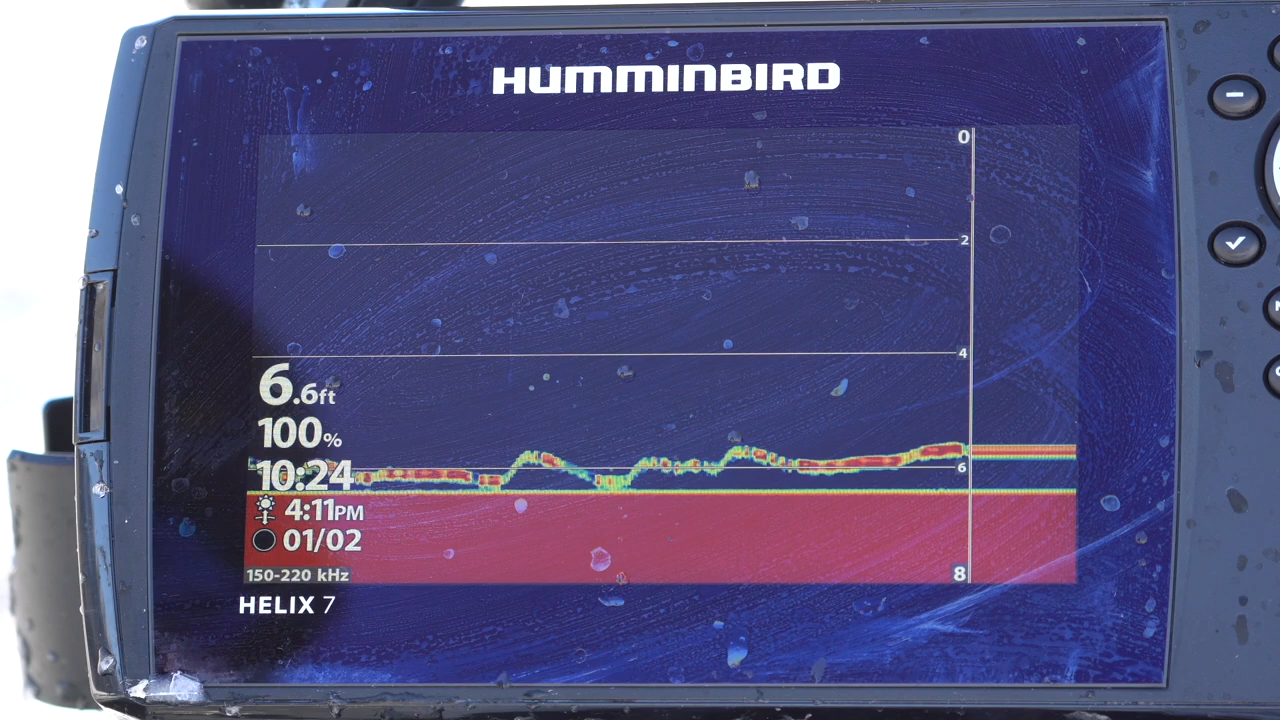 HUMMINBIRD
0
2
4
6.6ft
100%
10:24
6
4:11PM
01/02
150-220 kHz
8
HELIX 7